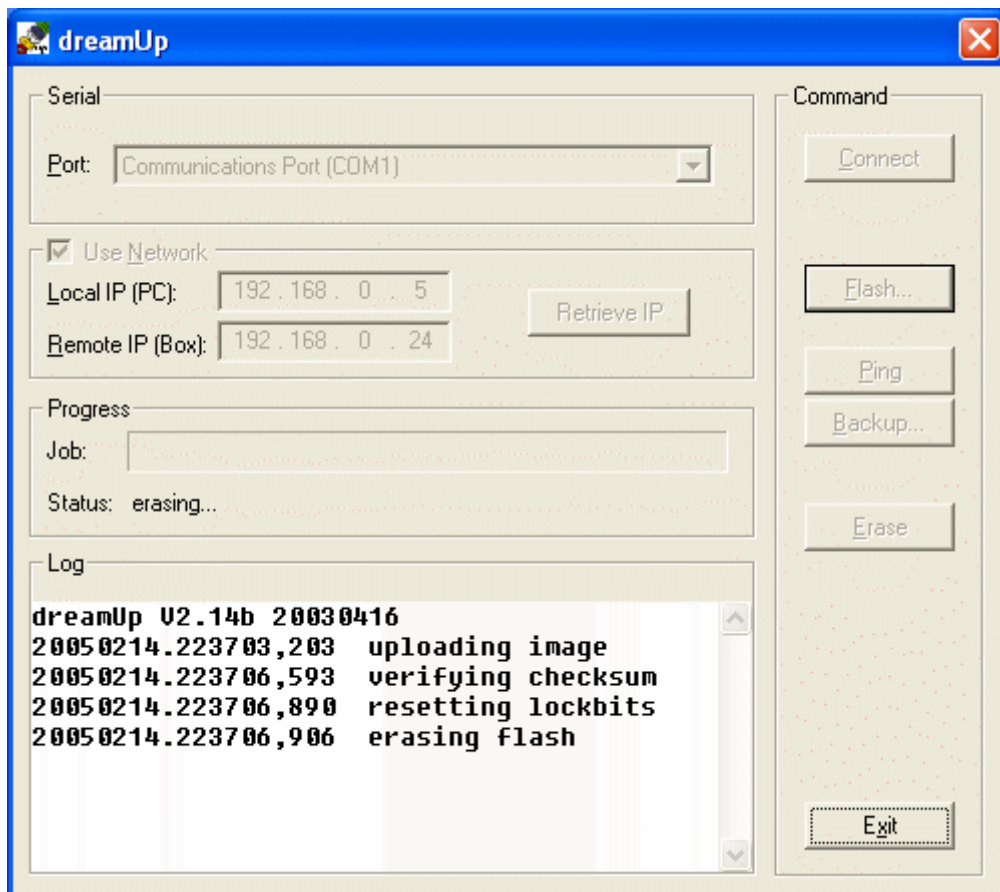 dreamUp
Serial
Port: Communications Port (COM1)
Use Network
Local IP (PC): 192 . 168 . 0 . 5
Remote IP (Box): 192 . 168 . 0 . 24
Retrieve IP
Progress
Job:
Status: erasing...
Log
dreamUp V2.14b 20030416
20050214.223703,203 uploading image
20050214.223706,593 verifying checksum
20050214.223706,890 resetting lockbits
20050214.223706,906 erasing flash
Command
Connect
Flash...
Ping
Backup...
Erase
Exit